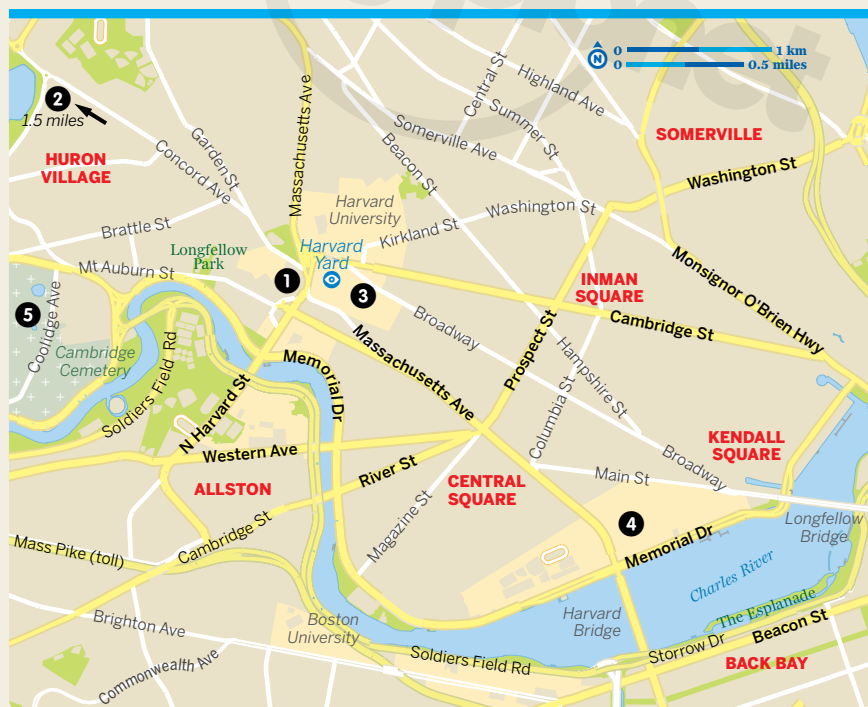 0 1 km
0 0.5 miles
N
2
1.5 miles
HURON
VILLAGE
Garden St
Concord Ave
Massachusetts Ave
Central St
Highland Ave
Summer St
Somerville Ave
Beacon St
SOMERVILLE
Washington St
Harvard
University
Washington St
Kirkland St
Brattle St
Longfellow
Park
Harvard
Yard
Mt Auburn St
1
3
INMAN
SQUARE
Monsignor O'Brien Hwy
5
Coolidge Ave
Cambridge
Cemetery
Soldiers Field Rd
N Harvard St
Memorial Dr
Massachusetts Ave
Broadway
Prospect St
Cambridge St
Hampshire St
Columbia St
Western Ave
River St
ALLSTON
CENTRAL
SQUARE
KENDALL
SQUARE
Main St
Broadway
Magazine St
Cambridge St
4
Memorial Dr
Longfellow
Bridge
Mass Pike (toll)
Charles River
The Esplanade
Brighton Ave
Boston
University
Harvard
Bridge
Commonwealth Ave
Soldiers Field Rd
Storrow Dr
Beacon St
BACK BAY